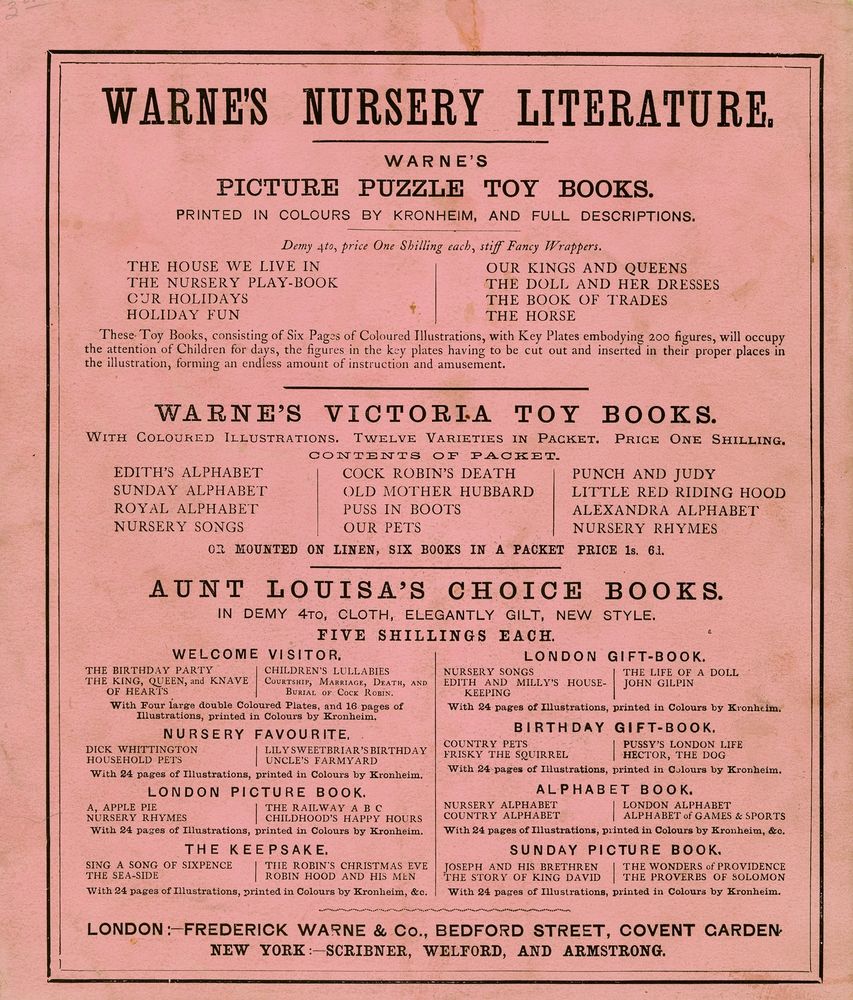 WARNE'S NURSERY LITERATURE.
WARNE'S
PICTURE PUZZLE TOY BOOKS.
PRINTED IN COLOURS BY KRONHEIM, AND FULL DESCRIPTIONS.
Demy 4to, price One Shilling each, stiff Fancy Wrappers.
THE HOUSE WE LIVE IN
THE NURSERY PLAY-BOOK
OUR HOLIDAYS
HOLIDAY FUN
OUR KINGS AND QUEENS
THE DOLL AND HER DRESSES
THE BOOK OF TRADES
THE HORSE
These Toy Books, consisting of Six Pages of Coloured Illustrations, with Key Plates embodying 200 figures, will occupy
the attention of Children for days, the figures in the key plates having to be cut out and inserted in their proper places in
the illustration, forming an endless amount of instruction and amusement.
WARNE'S VICTORIA TOY BOOKS.
WITH COLOURED ILLUSTRATIONS. TWELVE VARIETIES IN PACKET. PRICE ONE SHILLING.
CONTENTS OF PACKET.
EDITH'S ALPHABET
SUNDAY ALPHABET
ROYAL ALPHABET
NURSERY SONGS
COCK ROBIN'S DEATH
OLD MOTHER HUBBARD
PUSS IN BOOTS
OUR PETS
PUNCH AND JUDY
LITTLE RED RIDING HOOD
ALEXANDRA ALPHABET
NURSERY RHYMES
OR MOUNTED ON LINEN, SIX BOOKS IN A PACKET PRICE 1s. 6d.
AUNT LOUISA'S CHOICE BOOKS.
IN DEMY 4TO, CLOTH, ELEGANTLY GILT, NEW STYLE.
FIVE SHILLINGS EACH.
WELCOME VISITOR.
THE BIRTHDAY PARTY
THE KING, QUEEN, and KNAVE
OF HEARTS
CHILDREN'S LULLABIES
COURTSHIP, MARRIAGE, DEATH, AND
BURIAL OF COCK ROBIN.
With Four large double Coloured Plates, and 16 pages of
Illustrations, printed in Colours by Kronheim.
NURSERY FAVOURITE.
DICK WHITTINGTON
HOUSEHOLD PETS
LILY SWEETBRIAR'S BIRTHDAY
UNCLE'S FARMYARD
With 24 pages of Illustrations, printed in Colours by Kronheim.
LONDON PICTURE BOOK.
A, APPLE PIE
NURSERY RHYMES
THE RAILWAY A B C
CHILDHOOD'S HAPPY HOURS
With 24 pages of Illustrations, printed in Colours by Kronheim.
THE KEEPSAKE.
SING A SONG OF SIXPENCE
THE SEA-SIDE
THE ROBIN'S CHRISTMAS EVE
ROBIN HOOD AND HIS MEN
With 24 pages of Illustrations, printed in Colours by Kronheim, &c.
LONDON GIFT-BOOK.
NURSERY SONGS
EDITH AND MILLY'S HOUSE-
KEEPING
THE LIFE OF A DOLL
JOHN GILPIN
With 24 pages of Illustrations, printed in Colours by Kronheim.
BIRTHDAY GIFT-BOOK.
COUNTRY PETS
FRISKY THE SQUIRREL
PUSSY'S LONDON LIFE
HECTOR, THE DOG
With 24 pages of Illustrations, printed in Colours by Kronheim.
ALPHABET BOOK.
NURSERY ALPHABET
COUNTRY ALPHABET
LONDON ALPHABET
ALPHABET of GAMES & SPORTS
With 24 pages of Illustrations, printed in Colours by Kronheim, &c.
SUNDAY PICTURE BOOK.
JOSEPH AND HIS BRETHREN
THE STORY OF KING DAVID
THE WONDERS of PROVIDENCE
THE PROVERBS OF SOLOMON
With 24 pages of Illustrations, printed in Colours by Kronheim.
LONDON:—FREDERICK WARNE & Co., BEDFORD STREET, COVENT GARDEN.
NEW YORK:—SCRIBNER, WELFORD, AND ARMSTRONG.